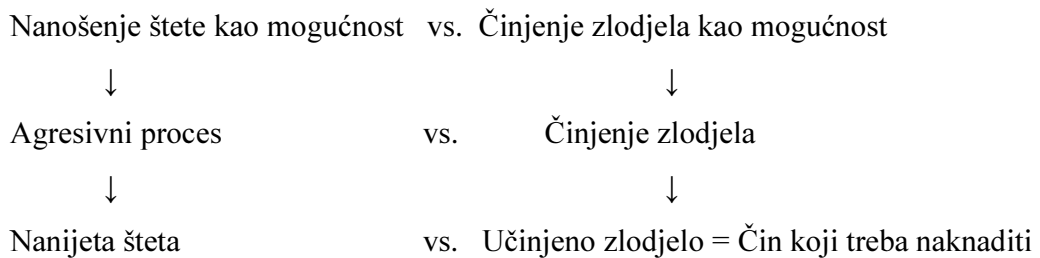 Nanošenje štete kao mogućnost vs. Činjenje zlodjela kao mogućnost
↓ ↓
Agresivni proces vs. Činjenje zlodjela
↓ ↓
Nanijeta šteta vs. Učinjeno zlodjelo = Čin koji treba naknaditi